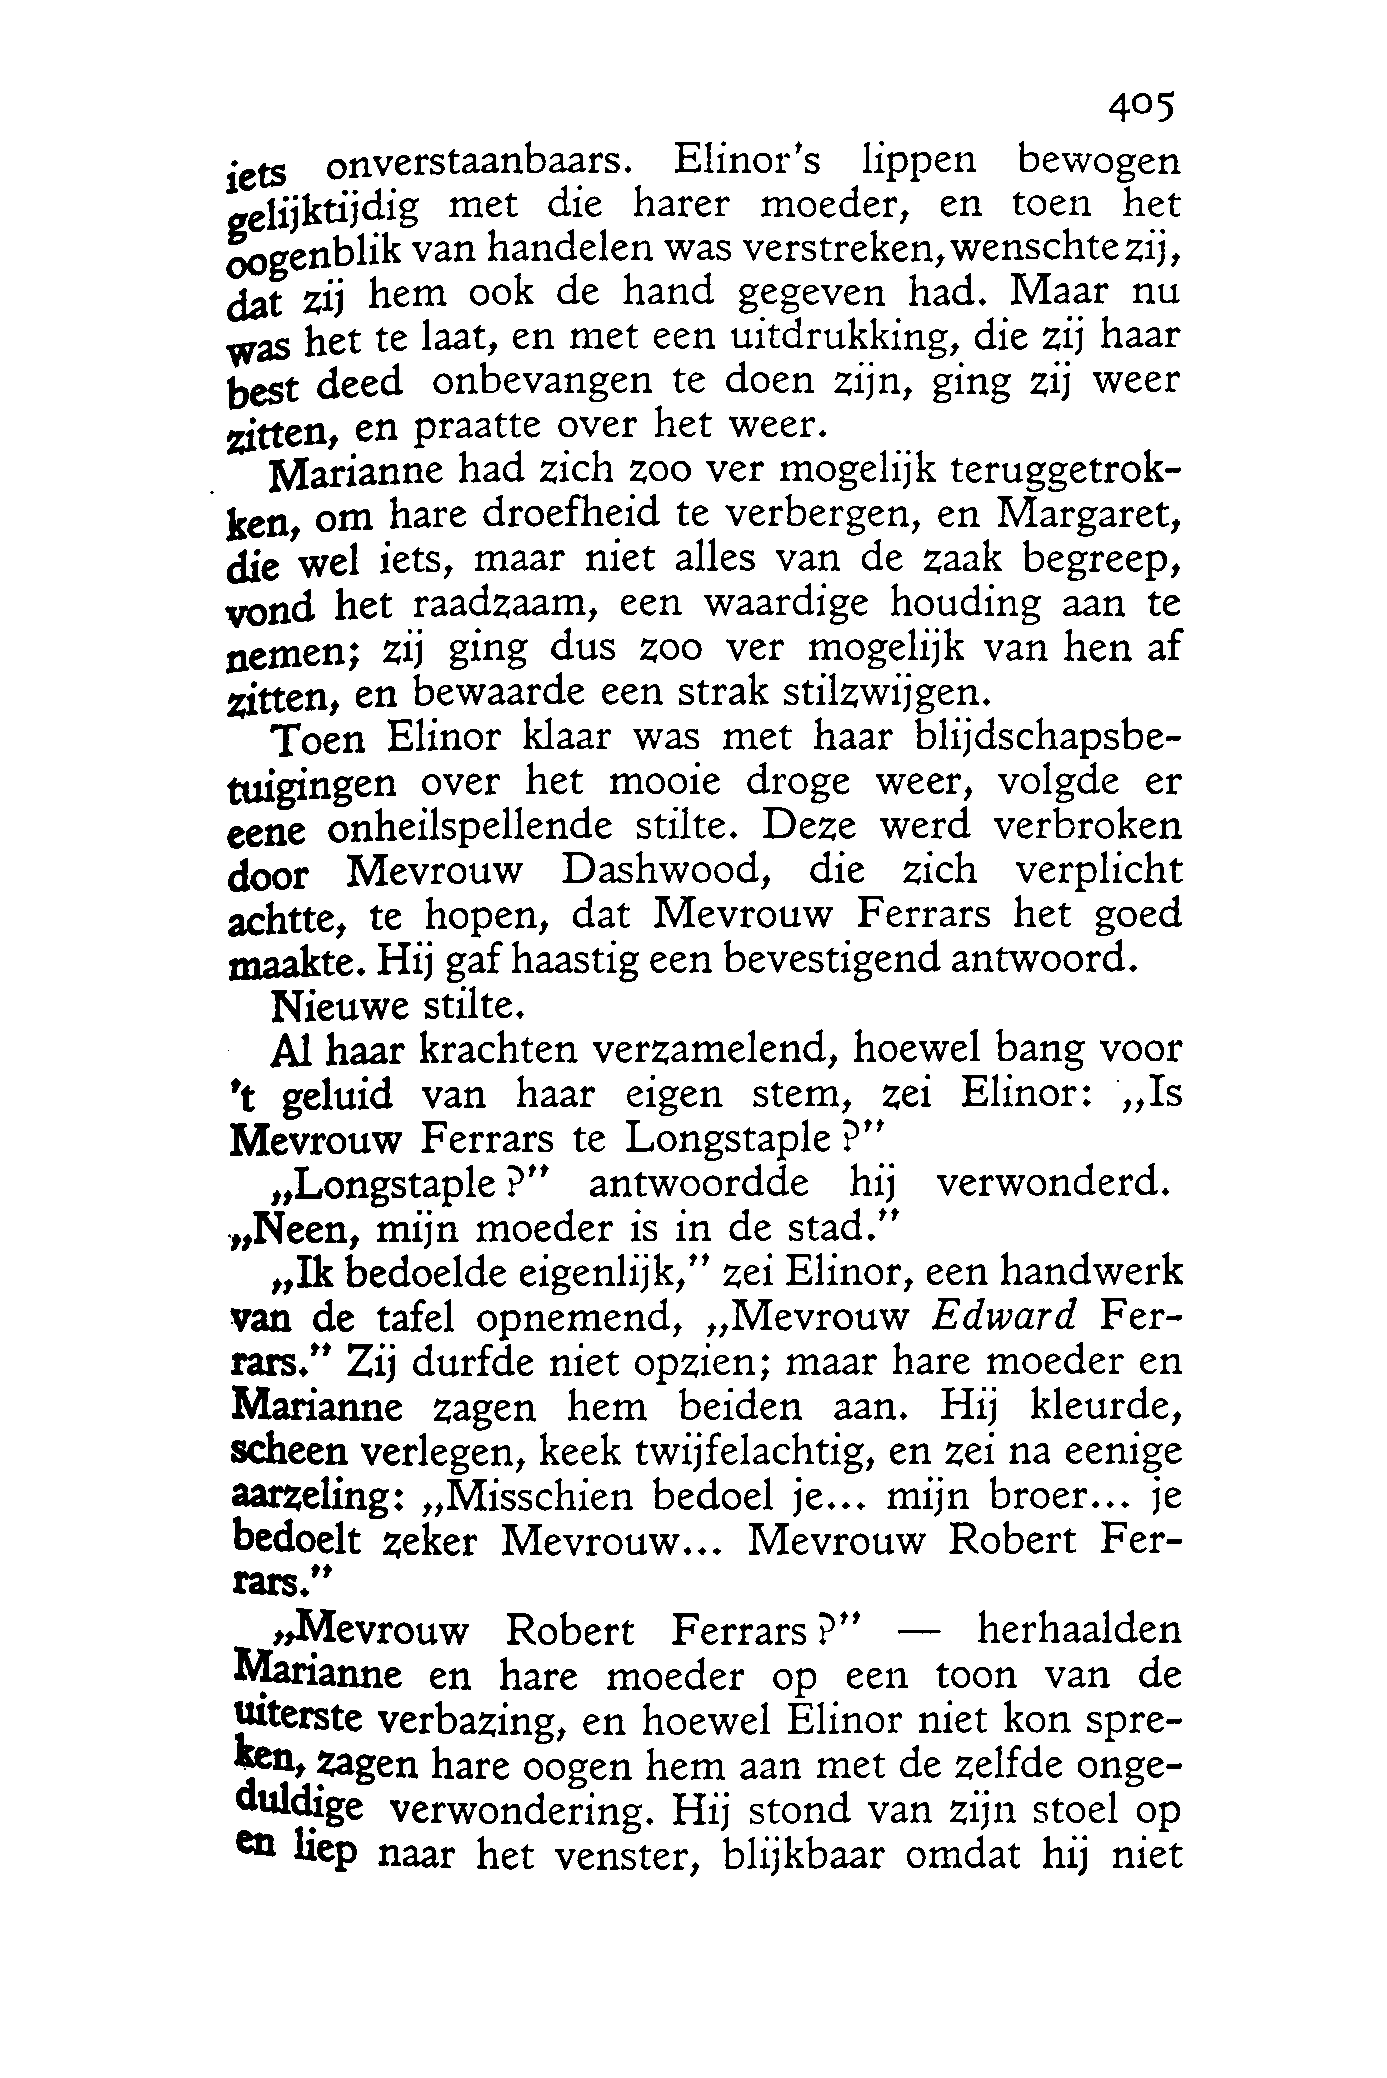 405
iets onverstaanbaars. Elinor's lippen bewogen
gelijktijdig met die harer moeder, en toen het
oogenblik van handelen was verstreken, wenschte zij,
dat zij hem ook de hand gegeven had. Maar nu
was het te laat, en met een uitdrukking, die zij haar
best deed onbevangen te doen zijn, ging zij weer
zitten, en praatte over het weer.
Marianne had zich zoo ver mogelijk teruggetrok-
ken, om hare droefheid te verbergen, en Margaret,
die wel iets, maar niet alles van de zaak begreep,
vond het raadzaam, een waardige houding aan te
nemen; zij ging dus zoo ver mogelijk van hen af
zitten, en bewaarde een strak stilzwijgen.
Toen Elinor klaar was met haar blijdschapsbe-
tuigingen over het mooie droge weer, volgde er
eene onheilspellende stilte. Deze werd verbroken
door Mevrouw Dashwood, die zich verplicht
achtte, te hopen, dat Mevrouw Ferrars het goed
maakte. Hij gaf haastig een bevestigend antwoord.
Nieuwe stilte.
Al haar krachten verzamelend, hoewel bang voor
't geluid van haar eigen stem, zei Elinor: „Is
Mevrouw Ferrars te Longstaple?"
„Longstaple?" antwoordde hij verwonderd.
„Neen, mijn moeder is in de stad."
„Ik bedoelde eigenlijk," zei Elinor, een handwerk
van de tafel opnemend, „Mevrouw Edward Fer-
rars." Zij durfde niet opzien; maar hare moeder en
Marianne zagen hem beiden aan. Hij kleurde,
scheen verlegen, keek twijfelachtig, en zei na eenige
aarzeling: „Misschien bedoel je... mijn broer... je
bedoelt zeker Mevrouw... Mevrouw Robert Fer-
rars."
„Mevrouw Robert Ferrars?" — herhaalden
Marianne en hare moeder op een toon van de
uiterste verbazing, en hoewel Elinor niet kon spre-
ken, zagen hare oogen hem aan met de zelfde onge-
duldige verwondering. Hij stond van zijn stoel op
en liep naar het venster, blijkbaar omdat hij niet